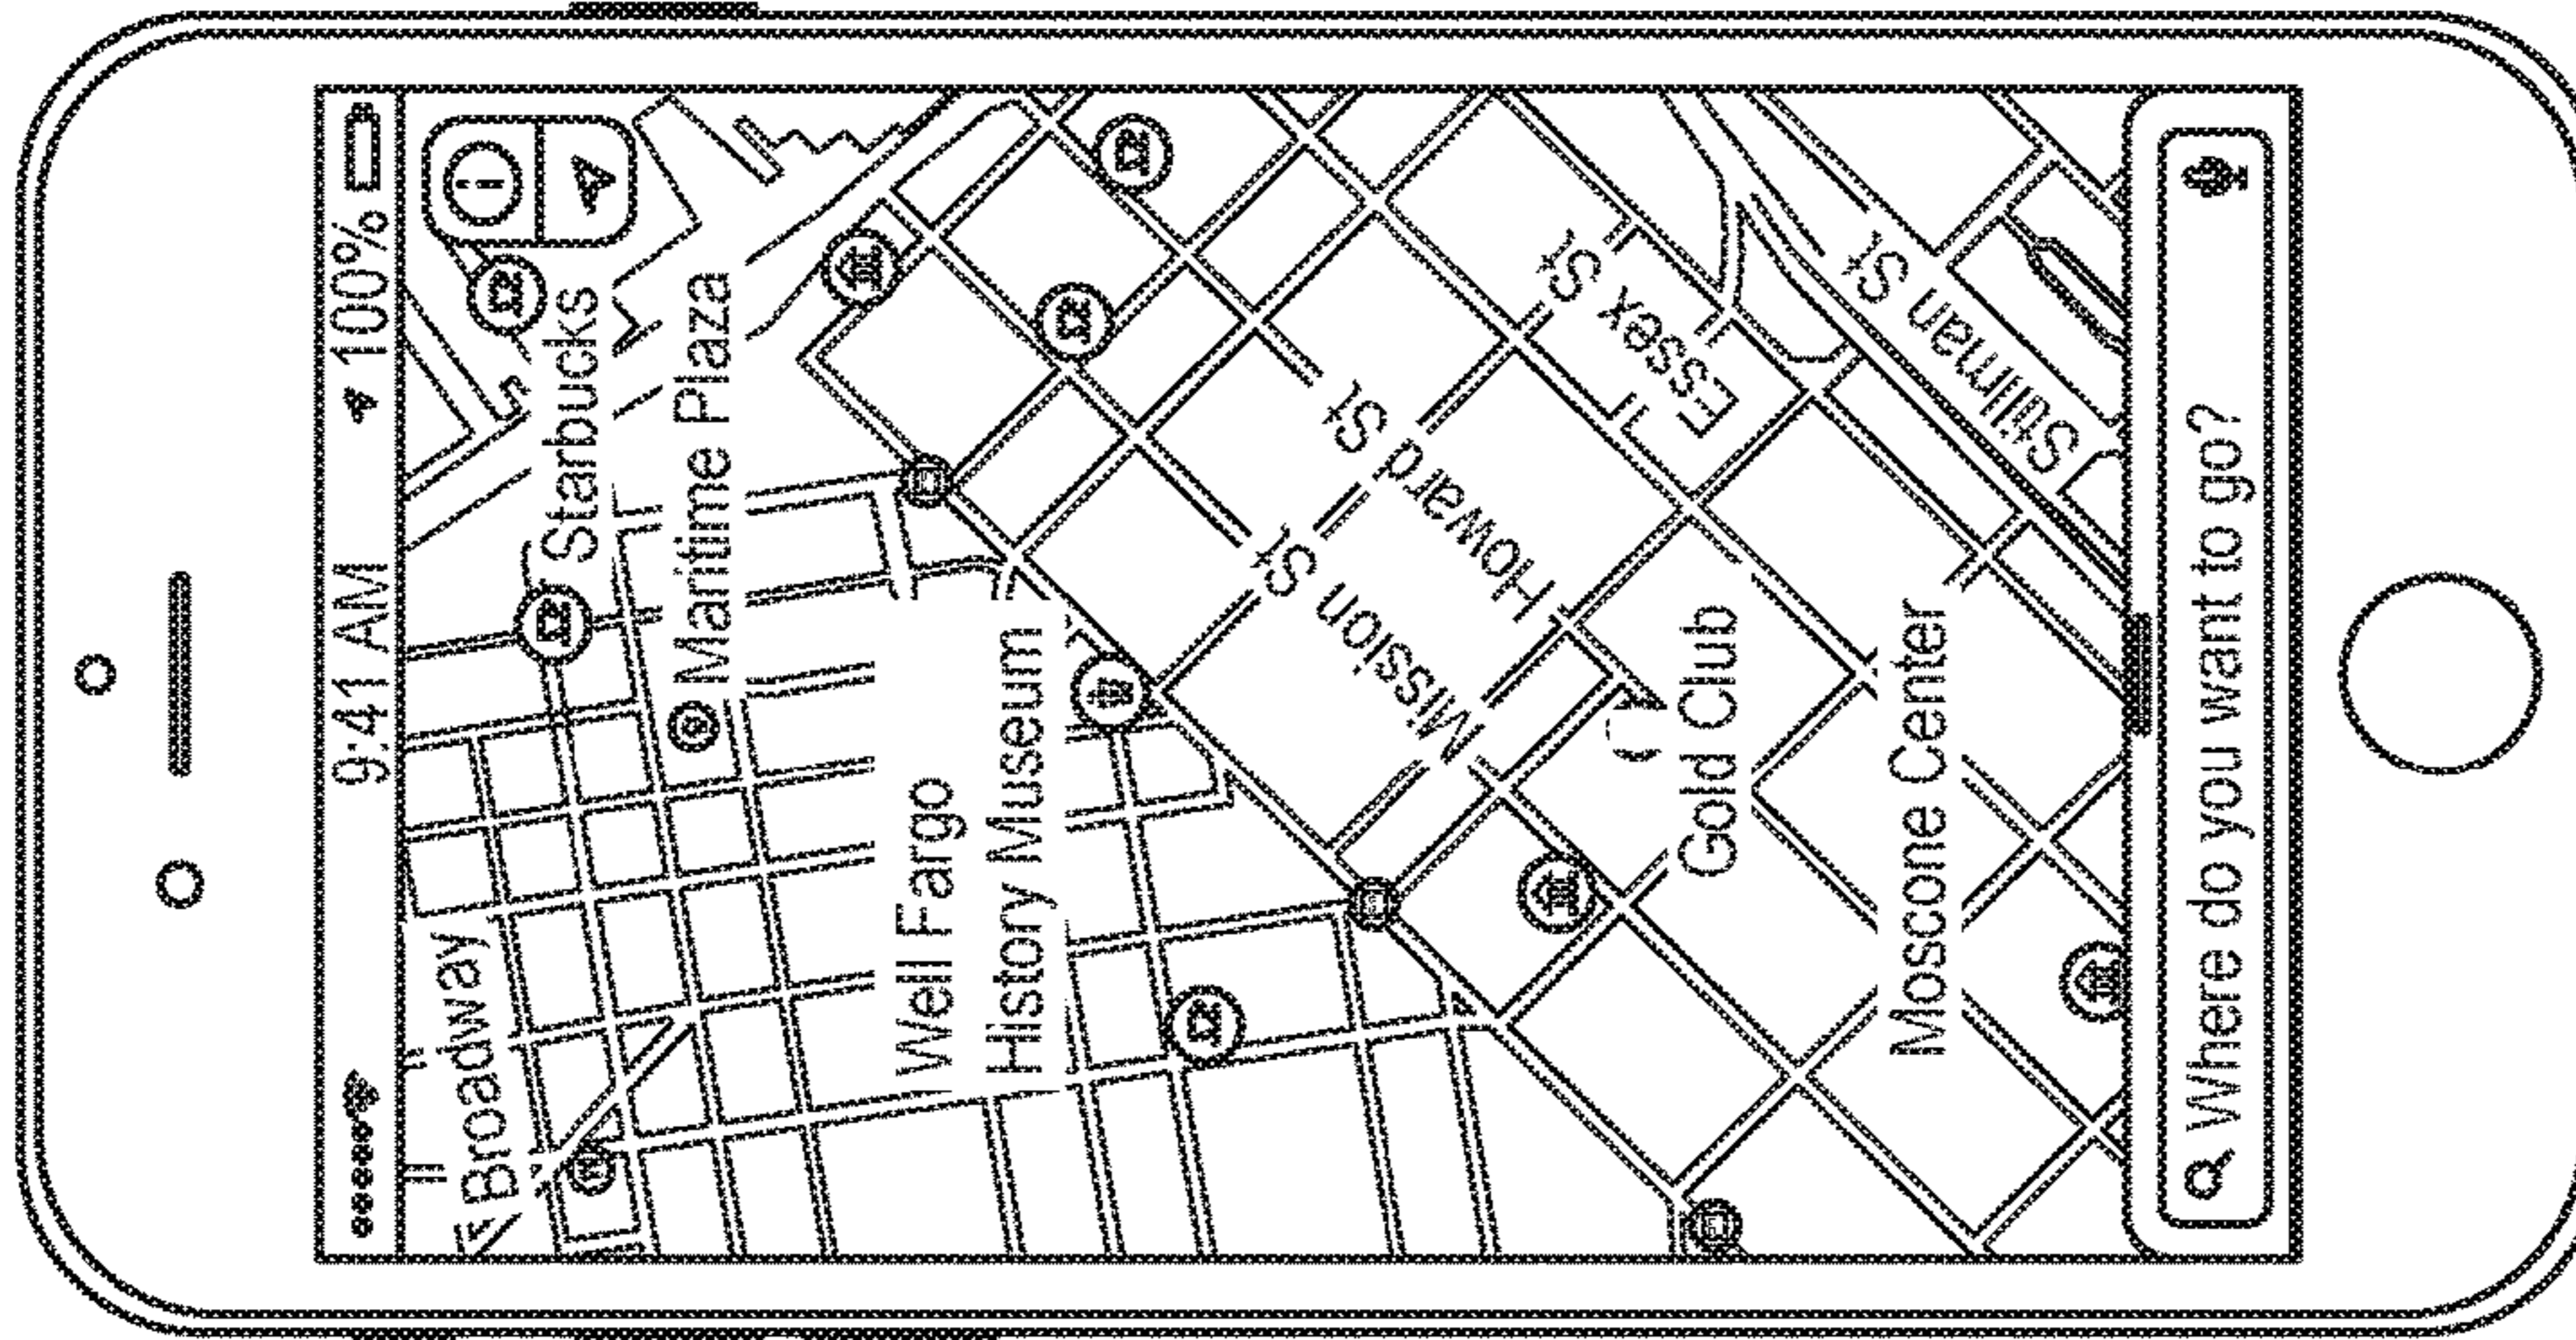 9:41 AM
100%
Broadway
Starbucks
Maritime Plaza
Well Fargo
History Museum
Mission St
Howard St
Essex St
Gold Club
Stillman St
Moscone Center
Where do you want to go?